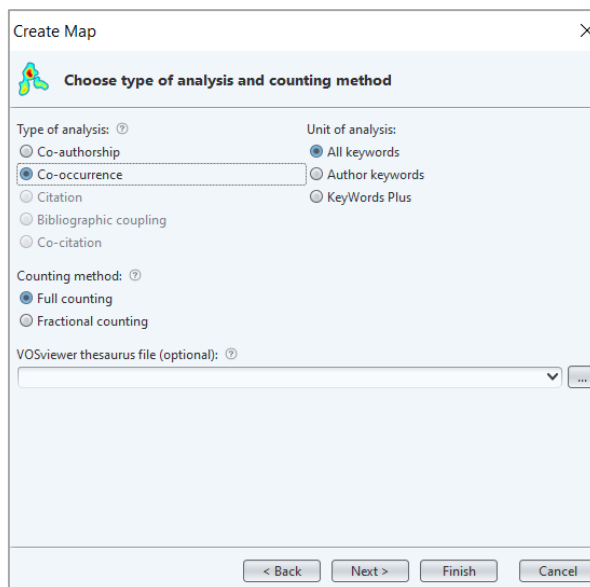 Create Map
Choose type of analysis and counting method
Type of analysis:
Unit of analysis:
Co-authorship
All keywords
Co-occurrence
Author keywords
Citation
KeyWords Plus
Bibliographic coupling
Co-citation
Counting method:
Full counting
Fractional counting
VOSviewer thesaurus file (optional):
...
< Back
Next >
Finish
Cancel